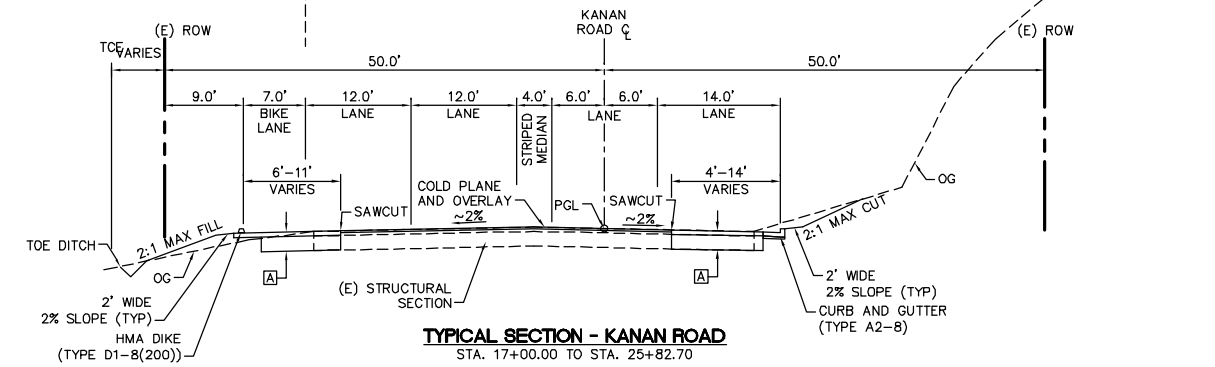 KANAN
ROAD ℄
(E) ROW
(E) ROW
TCE
VARIES
50.0'
50.0'
9.0'
7.0'
12.0'
12.0'
4.0'
6.0'
6.0'
14.0'
BIKE
LANE
LANE
LANE
STRIPED
MEDIAN
LANE
LANE
6'-11'
VARIES
4'-14'
VARIES
COLD PLANE
AND OVERLAY
SAWCUT
PGL
SAWCUT
~2%
~2%
OG
2:1 MAX FILL
2:1 MAX CUT
TOE DITCH
OG
A
A
2' WIDE
2% SLOPE (TYP)
(E) STRUCTURAL
SECTION
2' WIDE
2% SLOPE (TYP)
HMA DIKE
(TYPE D1-8(200))
CURB AND GUTTER
(TYPE A2-8)
TYPICAL SECTION - KANAN ROAD
STA. 17+00.00 TO STA. 25+82.70